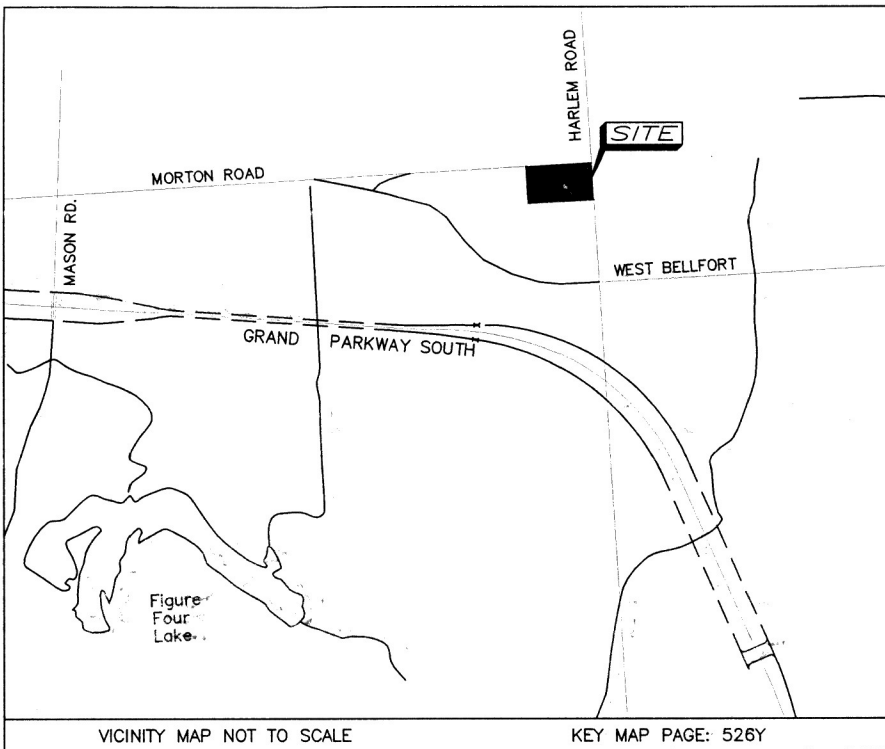 HARLEM ROAD
SITE
MORTON ROAD
MASON RD.
WEST BELLFORT
GRAND PARKWAY SOUTH
Figure
Four
Lake
VICINITY MAP NOT TO SCALE
KEY MAP PAGE: 526Y